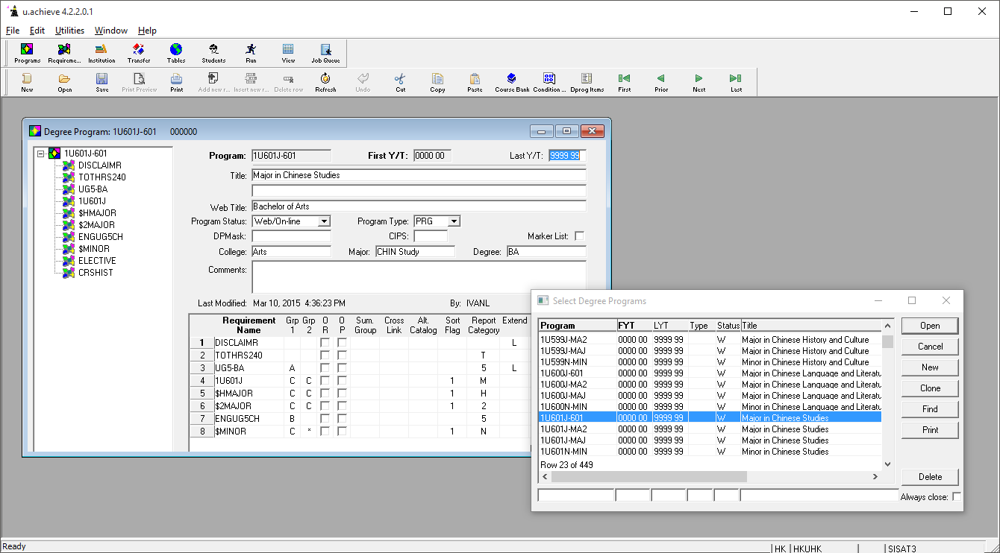 u.achieve 4.2.2.0.1
File Edit Utilities Window Help
Programs Requireme... Institution Transfer Tables Students Run View Job Queue
New Open Save Print Preview Print Add new r... Insert new r... Delete row Refresh Undo Cut Copy Paste Course Bank Condition ... Dprog Items First Prior Next Last
Degree Program: 1U601J-601 000000
1U601J-601
DISCLAIMR
TOTHRS240
UG5-BA
1U601J
$HMAJOR
$2MAJOR
ENGUG5CH
$MINOR
ELECTIVE
CRSHIST
Program: 1U601J-601 First Y/T: 0000 00 Last Y/T: 9999 99
Title: Major in Chinese Studies
Web Title: Bachelor of Arts
Program Status: Web/On-line Program Type: PRG
DPMask: CIPS: Marker List:
College: Arts Major: CHIN Study Degree: BA
Comments:
Last Modified: Mar 10, 2015 4:36:23 PM By: IVANL
Requirement Name Grp 1 Grp 2 O R O P Sum. Group Cross Link Alt. Catalog Sort Flag Report Category Extend
1 DISCLAIMR L
2 TOTHRS240 T
3 UG5-BA A 5 L
4 1U601J C C 1 M
5 $HMAJOR C C 1 H
6 $2MAJOR C C 1 2
7 ENGUG5CH B 5
8 $MINOR C * 1 N
Select Degree Programs
Program FYT LYT Type Status Title
1U599J-MA2 0000 00 9999 99 W Major in Chinese History and Culture
1U599J-MAJ 0000 00 9999 99 W Major in Chinese History and Culture
1U599N-MIN 0000 00 9999 99 W Minor in Chinese History and Culture
1U600J-601 0000 00 9999 99 W Major in Chinese Language and Literatu
1U600J-MA2 0000 00 9999 99 W Major in Chinese Language and Literatu
1U600J-MAJ 0000 00 9999 99 W Major in Chinese Language and Literatu
1U600N-MIN 0000 00 9999 99 W Minor in Chinese Language and Literatu
1U601J-601 0000 00 9999 99 W Major in Chinese Studies
1U601J-MA2 0000 00 9999 99 W Major in Chinese Studies
1U601J-MAJ 0000 00 9999 99 W Major in Chinese Studies
1U601N-MIN 0000 00 9999 99 W Minor in Chinese Studies
Row 23 of 449
Open
Cancel
New
Clone
Find
Print
Delete
Always close:
Ready HK HKUHK SISAT3